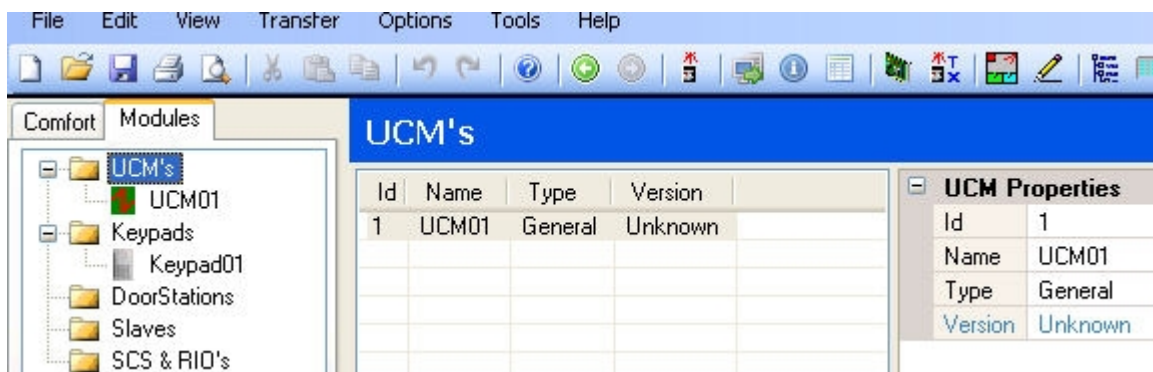 File Edit View Transfer Options Tools Help
Comfort Modules
UCM's
UCM01
Keypads
Keypad01
DoorStations
Slaves
SCS & RIO's
UCM's
Id Name Type Version
1 UCM01 General Unknown
UCM Properties
Id 1
Name UCM01
Type General
Version Unknown